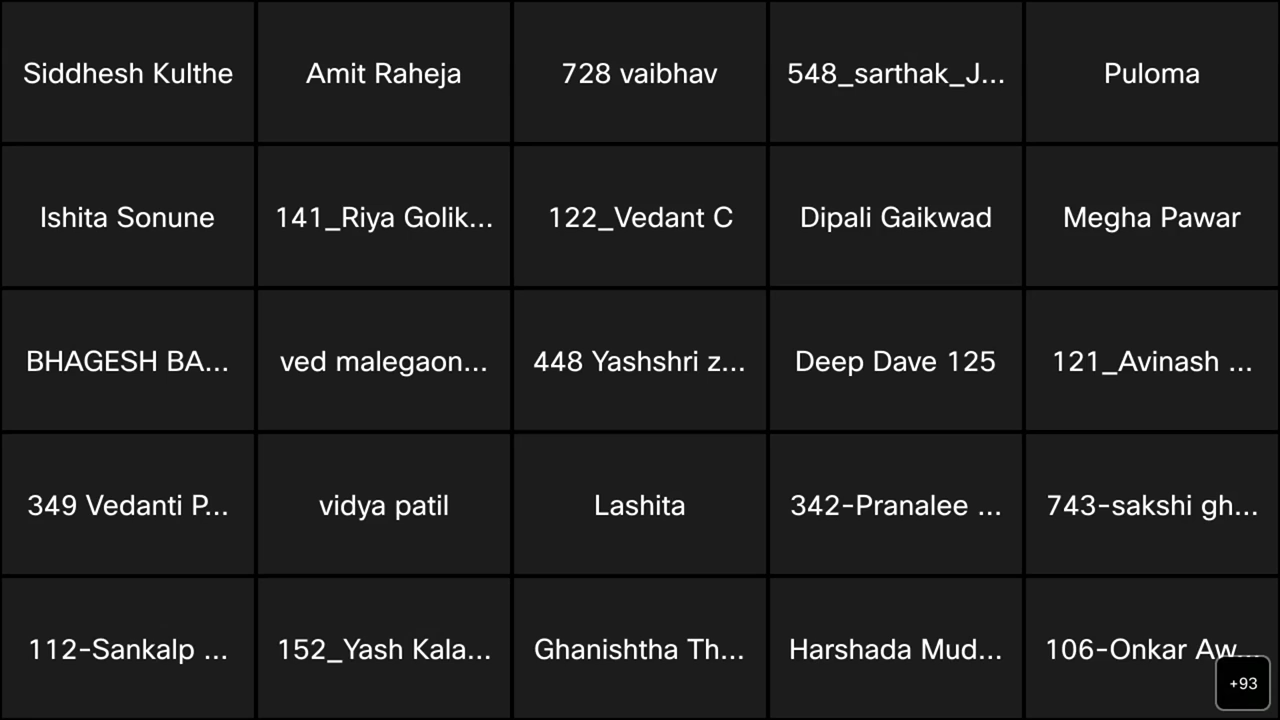 Siddhesh Kulthe
Amit Raheja
728 vaibhav
548_sarthak_J...
Puloma
Ishita Sonune
141_Riya Golik...
122_Vedant C
Dipali Gaikwad
Megha Pawar
BHAGESH BA...
ved malegaon...
448 Yashshri z...
Deep Dave 125
121_Avinash ...
349 Vedanti P...
vidya patil
Lashita
342-Pranalee ...
743-sakshi gh...
112-Sankalp ...
152_Yash Kala...
Ghanishtha Th...
Harshada Mud...
106-Onkar Aw...
+93